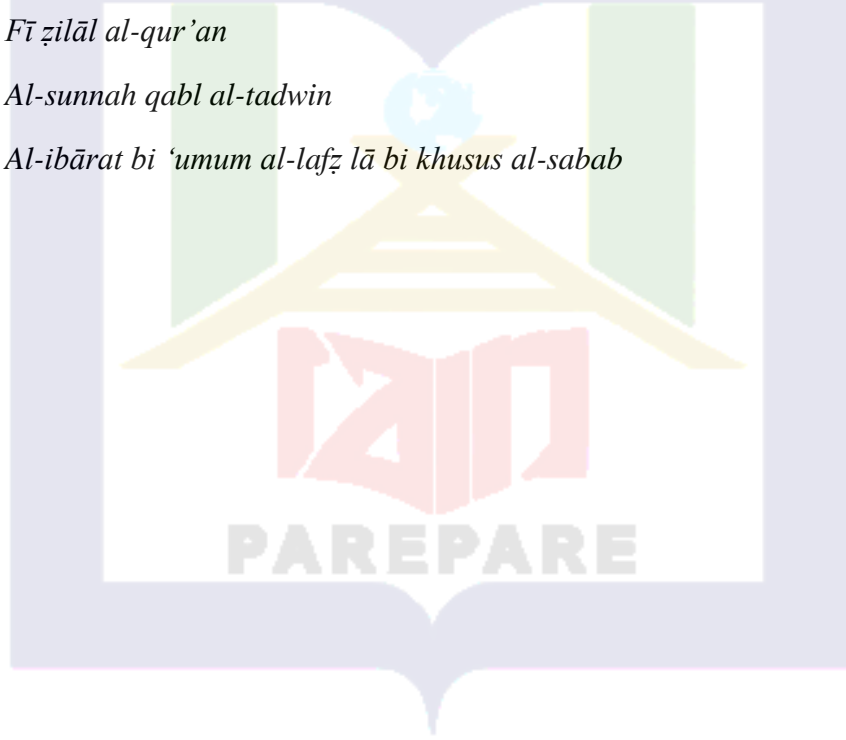 Fī ẓilāl al-qur’an
Al-sunnah qabl al-tadwin
Al-ibārat bi ‘umum al-lafẓ lā bi khusus al-sabab
iain
PAREPARE